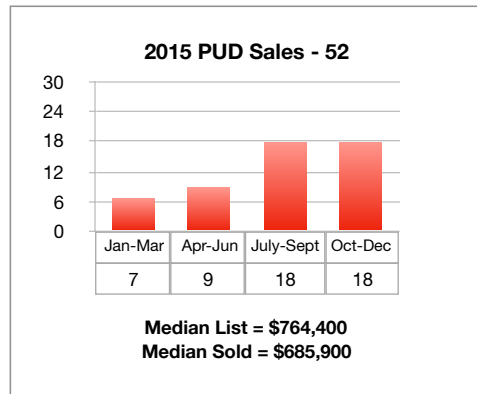 2015 PUD Sales - 52
30
24
18
12
6
0
Jan-Mar Apr-Jun July-Sept Oct-Dec
7 9 18 18
Median List = $764,400
Median Sold = $685,900